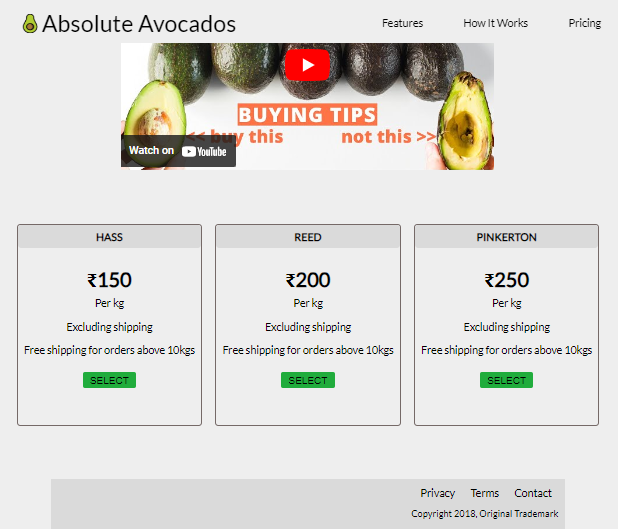 Absolute Avocados
Features How It Works Pricing
BUYING TIPS
<< buy this not this >>
Watch on YouTube
HASS
₹150
Per kg
Excluding shipping
Free shipping for orders above 10kgs
SELECT
REED
₹200
Per kg
Excluding shipping
Free shipping for orders above 10kgs
SELECT
PINKERTON
₹250
Per kg
Excluding shipping
Free shipping for orders above 10kgs
SELECT
Privacy Terms Contact
Copyright 2018, Original Trademark